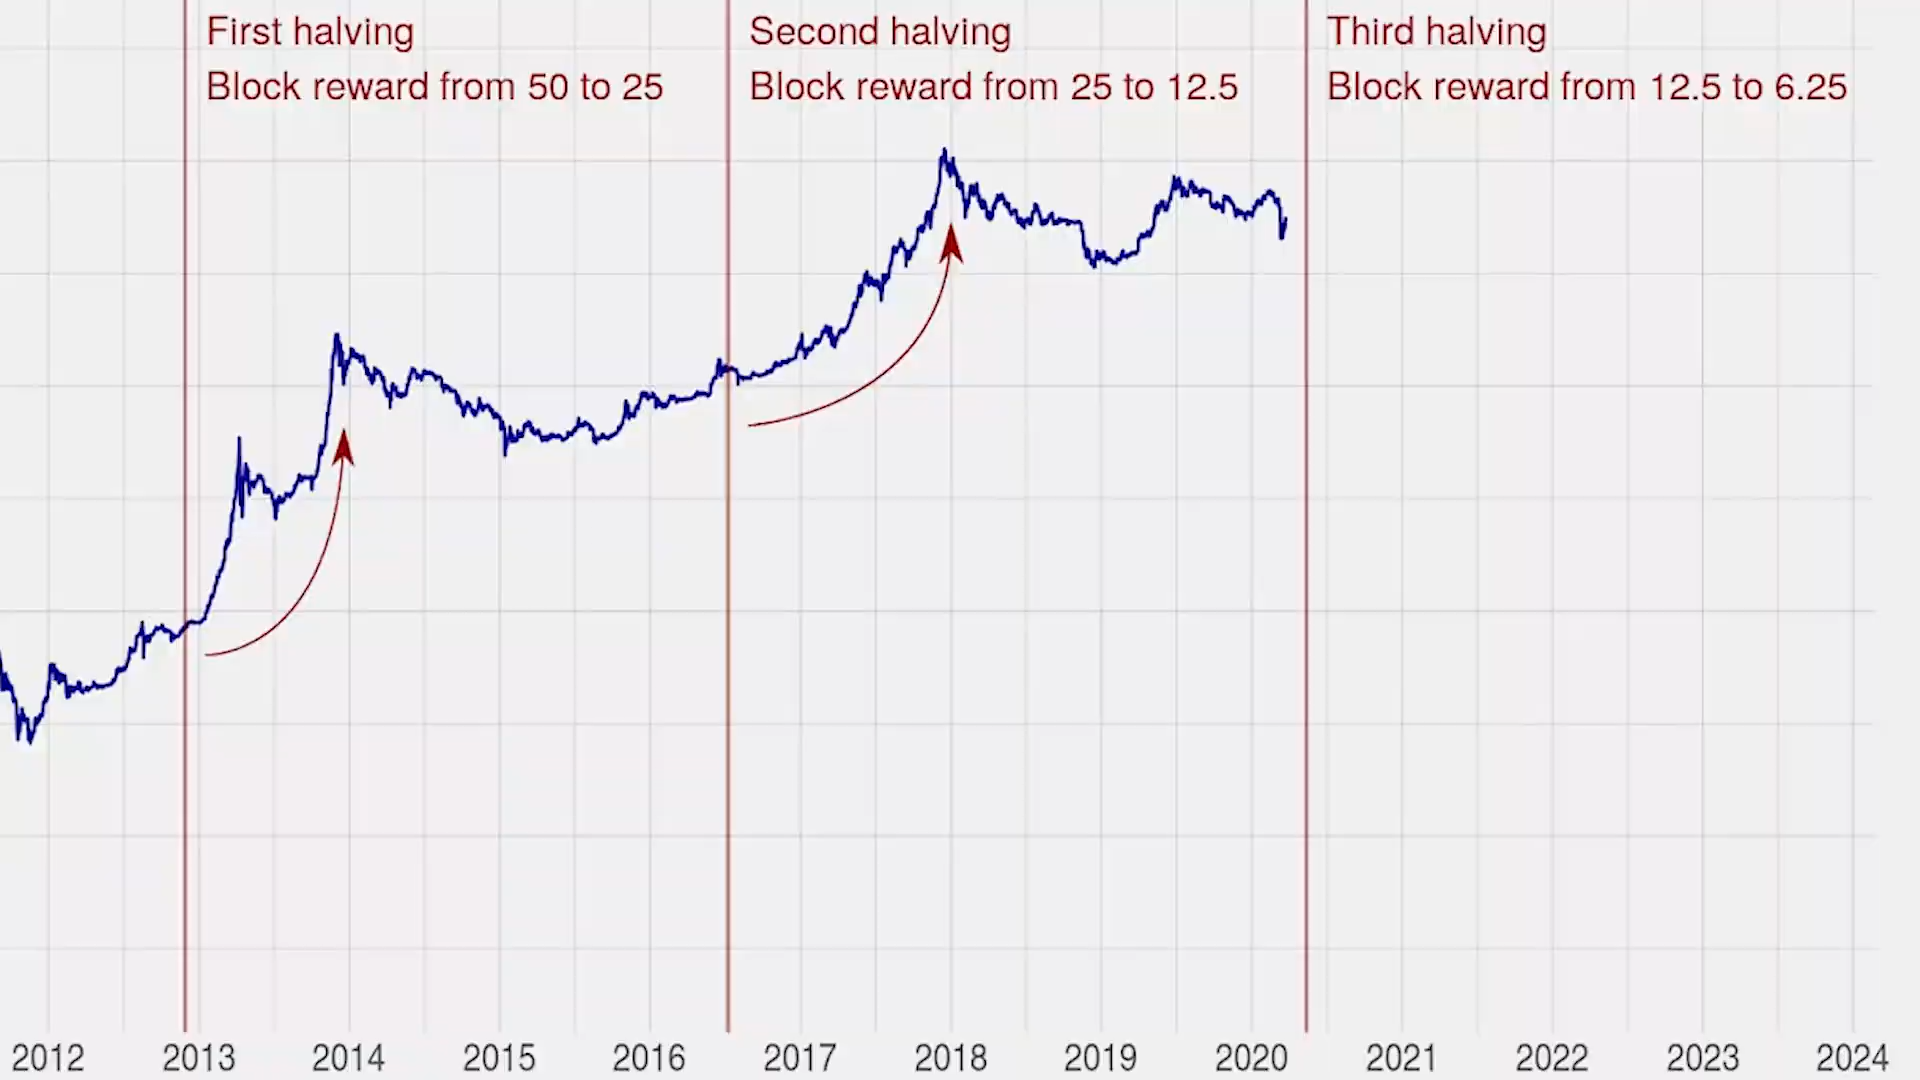 First halving
Block reward from 50 to 25
Second halving
Block reward from 25 to 12.5
Third halving
Block reward from 12.5 to 6.25
2012 2013 2014 2015 2016 2017 2018 2019 2020 2021 2022 2023 2024